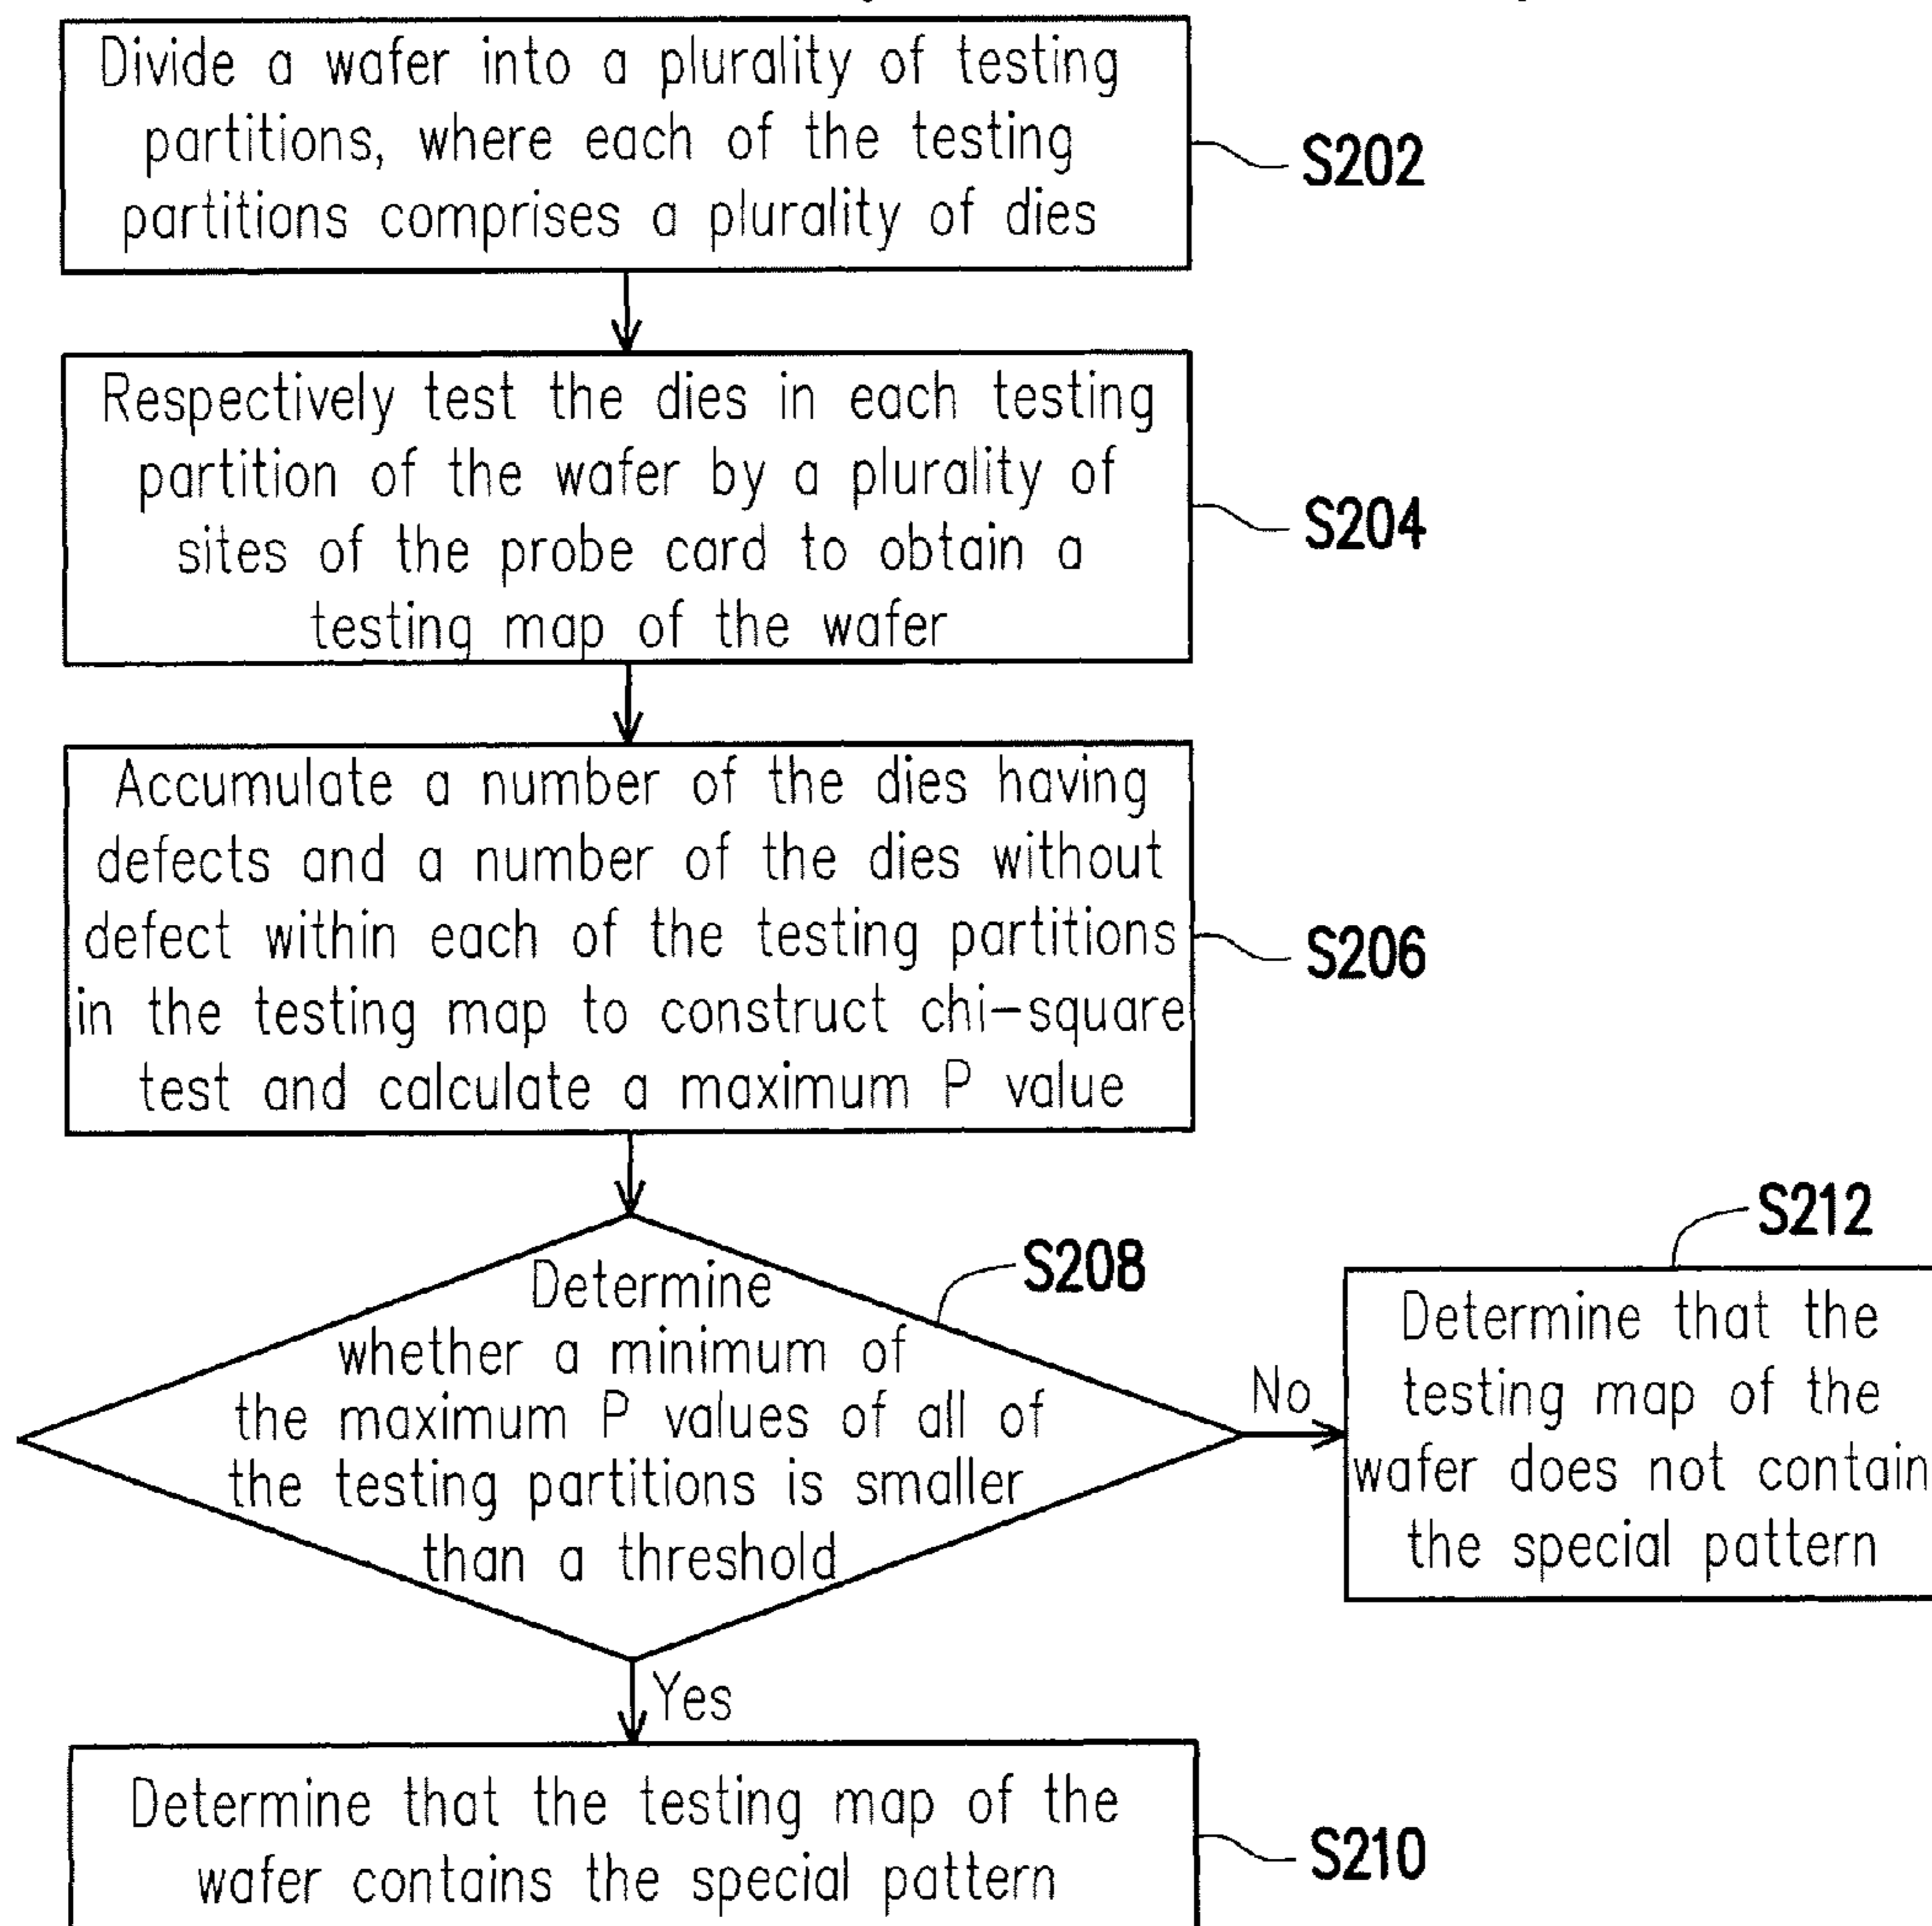 Divide a wafer into a plurality of testing
partitions, where each of the testing
partitions comprises a plurality of dies
S202
Respectively test the dies in each testing
partition of the wafer by a plurality of
sites of the probe card to obtain a
testing map of the wafer
S204
Accumulate a number of the dies having
defects and a number of the dies without
defect within each of the testing partitions
in the testing map to construct chi-square
test and calculate a maximum P value
S206
Determine
whether a minimum of
the maximum P values of all of
the testing partitions is smaller
than a threshold
S208
No
S212
Determine that the
testing map of the
wafer does not contain
the special pattern
Yes
Determine that the testing map of the
wafer contains the special pattern
S210